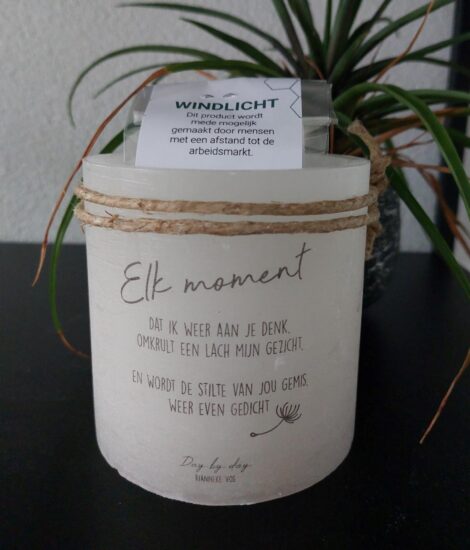 WINDLICHT
Dit product wordt
mede mogelijk
gemaakt door mensen
met een afstand tot de
arbeidsmarkt.
Elk moment
DAT IK WEER AAN JE DENK,
OMKRULT EEN LACH MIJN GEZICHT,
EN WORDT DE STILTE VAN JOU GEMIS,
WEER EVEN GEDICHT
Day by day
RIANNEKE VOS